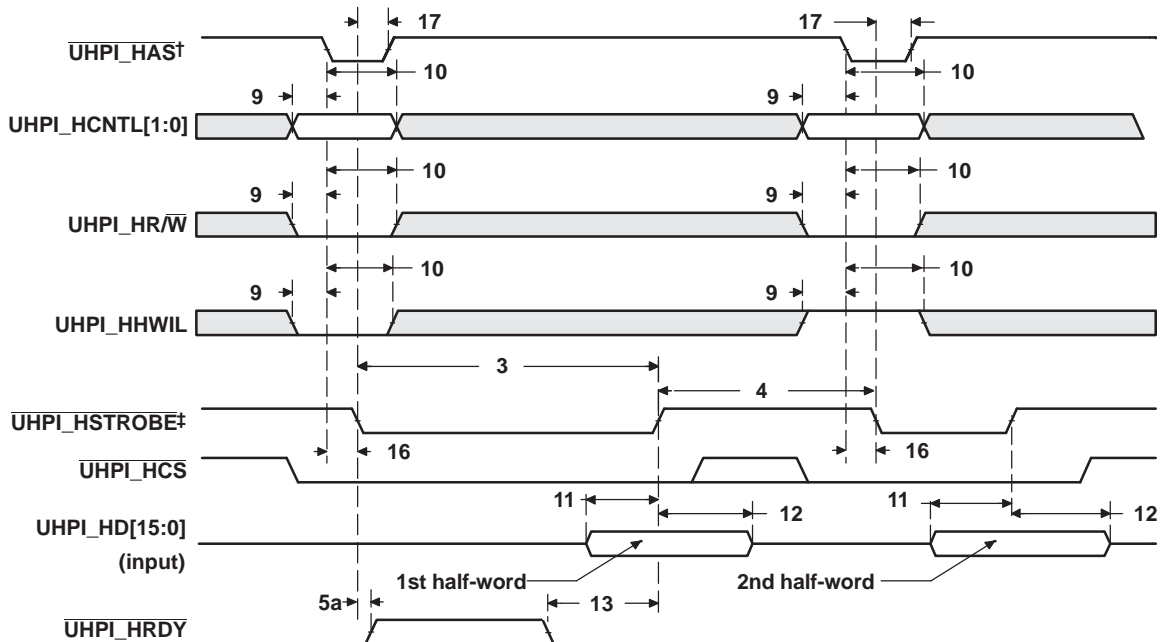 17 17
UHPI_HAS†
10 10
9 9
UHPI_HCNTL[1:0]
10 10
9 9
UHPI_HR/W
10 10
9 9
UHPI_HHWIL
3
4
UHPI_HSTROBE‡
16 16
UHPI_HCS
11 11
12 12
UHPI_HD[15:0]
(input)
1st half-word 2nd half-word
5a 13
UHPI_HRDY